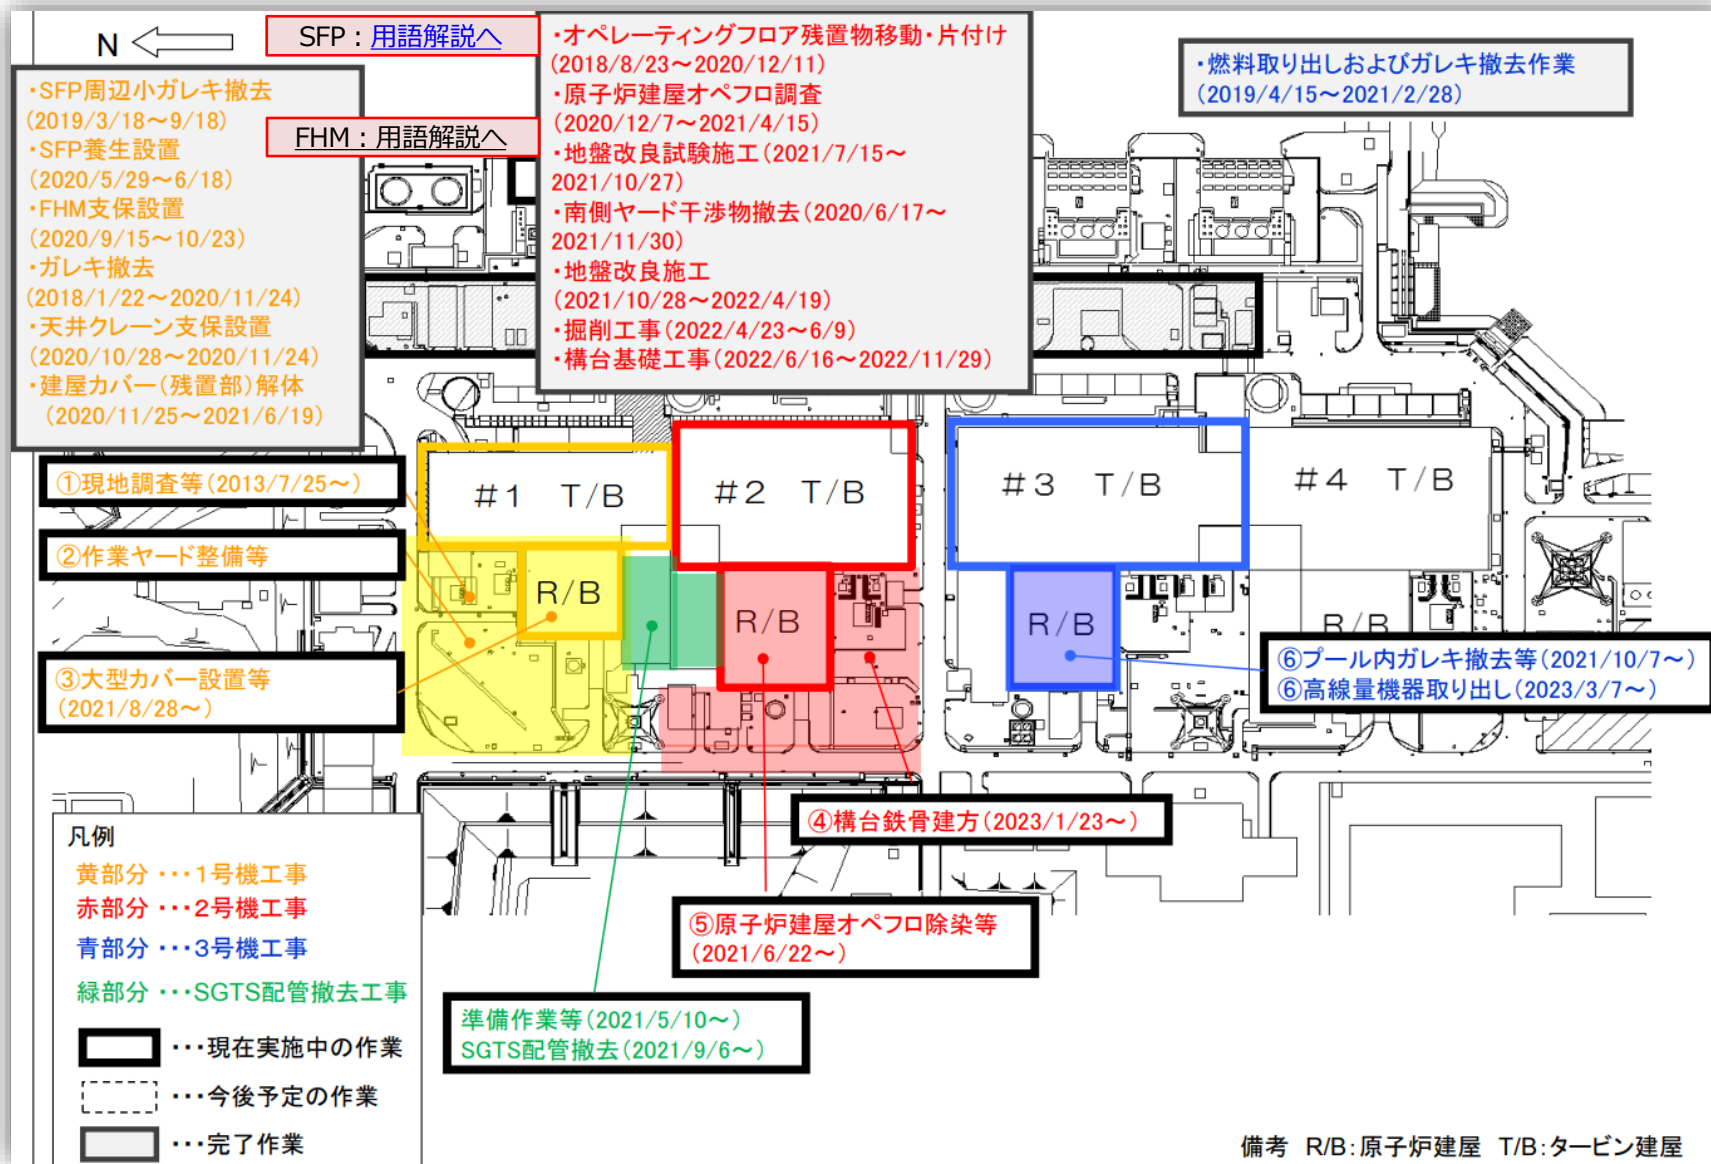 N
SFP：用語解説へ
FHM：用語解説へ
・SFP周辺小ガレキ撤去
(2019/3/18～9/18)
・SFP養生設置
(2020/5/29～6/18)
・FHM支保設置
(2020/9/15～10/23)
・ガレキ撤去
(2018/1/22～2020/11/24)
・天井クレーン支保設置
(2020/10/28～2020/11/24)
・建屋カバー(残置部)解体
(2020/11/25～2021/6/19)
・オペレーティングフロア残置物移動・片付け
(2018/8/23～2020/12/11)
・原子炉建屋オペフロ調査
(2020/12/7～2021/4/15)
・地盤改良試験施工(2021/7/15～
2021/10/27)
・南側ヤード干渉物撤去(2020/6/17～
2021/11/30)
・地盤改良施工
(2021/10/28～2022/4/19)
・掘削工事(2022/4/23～6/9)
・構台基礎工事(2022/6/16～2022/11/29)
・燃料取り出しおよびガレキ撤去作業
(2019/4/15～2021/2/28)
①現地調査等(2013/7/25～)
②作業ヤード整備等
③大型カバー設置等
(2021/8/28～)
#1 T/B
#2 T/B
#3 T/B
#4 T/B
R/B
R/B
R/B
R/B
⑥プール内ガレキ撤去等(2021/10/7～)
⑥高線量機器取り出し(2023/3/7～)
④構台鉄骨建方(2023/1/23～)
⑤原子炉建屋オペフロ除染等
(2021/6/22～)
準備作業等(2021/5/10～)
SGTS配管撤去(2021/9/6～)
凡例
黄部分 ・・・1号機工事
赤部分 ・・・2号機工事
青部分 ・・・3号機工事
緑部分 ・・・SGTS配管撤去工事
・・・現在実施中の作業
・・・今後予定の作業
・・・完了作業
備考 R/B：原子炉建屋 T/B：タービン建屋